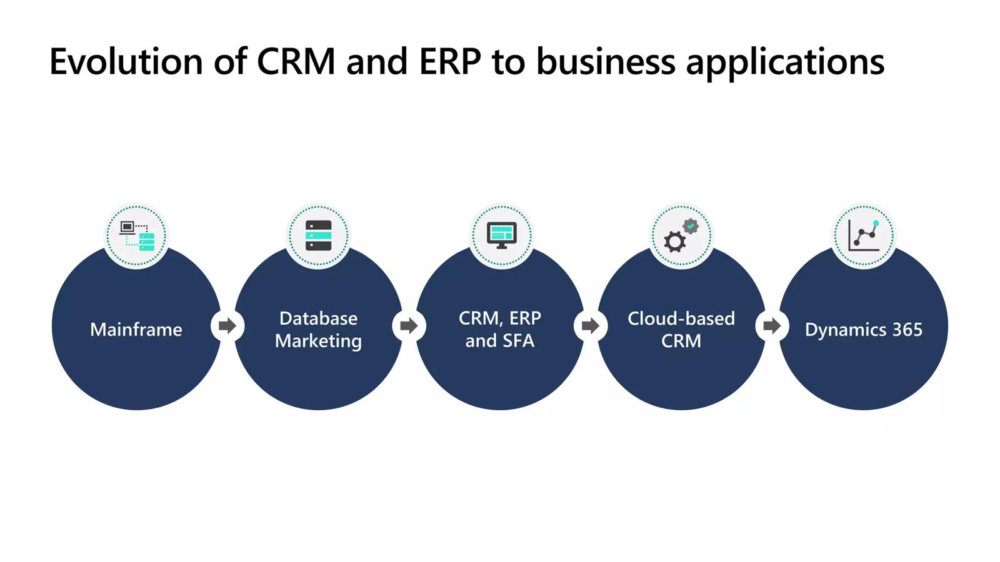 Evolution of CRM and ERP to business applications
Mainframe
Database
Marketing
CRM, ERP
and SFA
Cloud-based
CRM
Dynamics 365